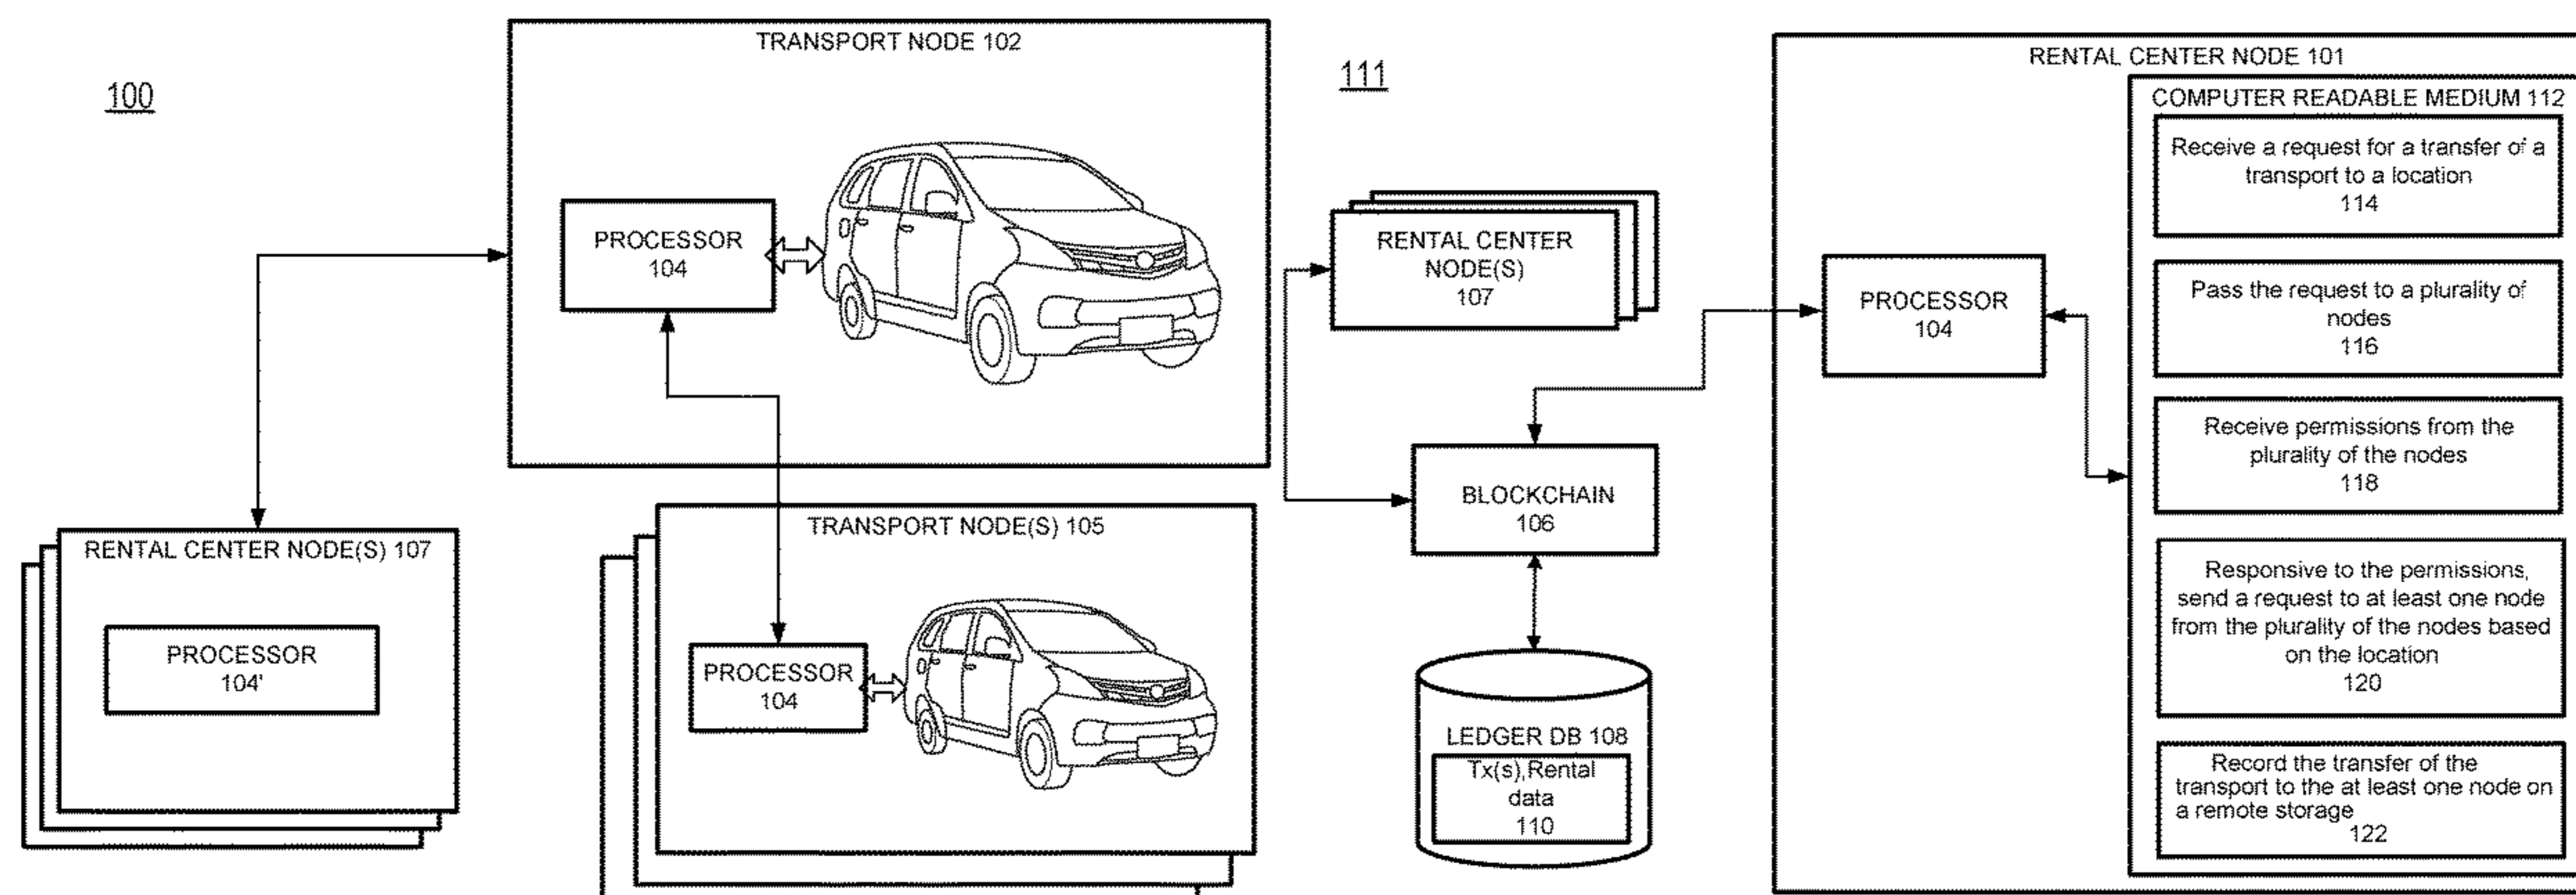 100
TRANSPORT NODE 102
PROCESSOR
104
RENTAL CENTER NODE(S) 107
PROCESSOR
104'
TRANSPORT NODE(S) 105
PROCESSOR
104
111
RENTAL CENTER
NODE(S)
107
BLOCKCHAIN
106
LEDGER DB 108
Tx(s),Rental
data
110
RENTAL CENTER NODE 101
PROCESSOR
104
COMPUTER READABLE MEDIUM 112
Receive a request for a transfer of a
transport to a location
114
Pass the request to a plurality of
nodes
116
Receive permissions from the
plurality of the nodes
118
Responsive to the permissions,
send a request to at least one node
from the plurality of the nodes based
on the location
120
Record the transfer of the
transport to the at least one node on
a remote storage
122